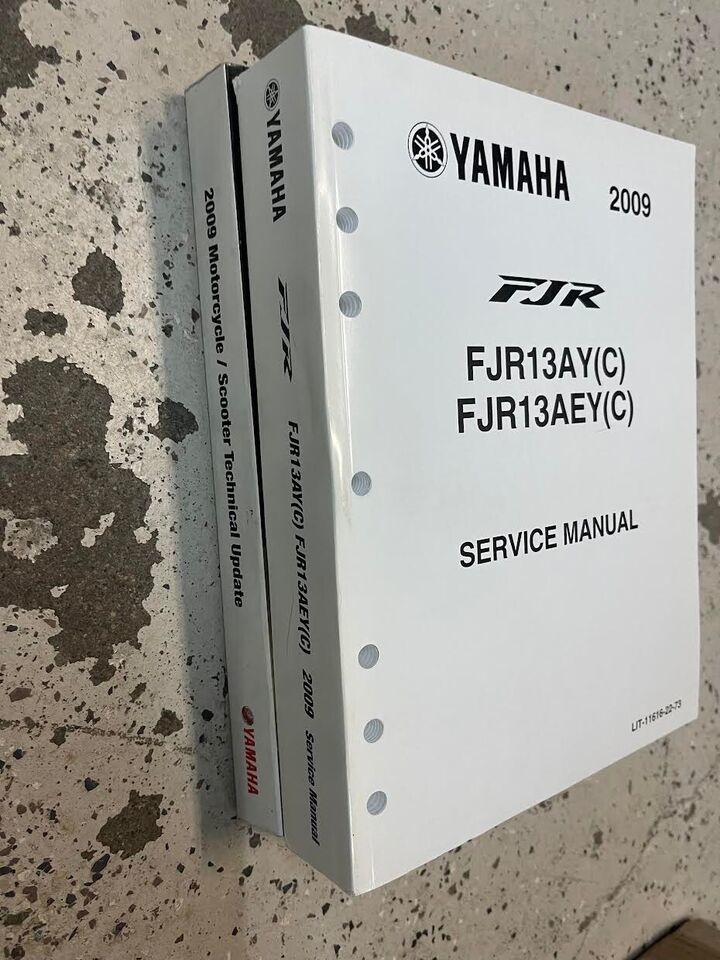 YAMAHA 2009
FJR
FJR13AY(C)
FJR13AEY(C)
SERVICE MANUAL
LIT-11616-22-73
YAMAHA FJR FJR13AY(C) FJR13AEY(C) 2009 Service Manual
2009 Motorcycle / Scooter Technical Update YAMAHA